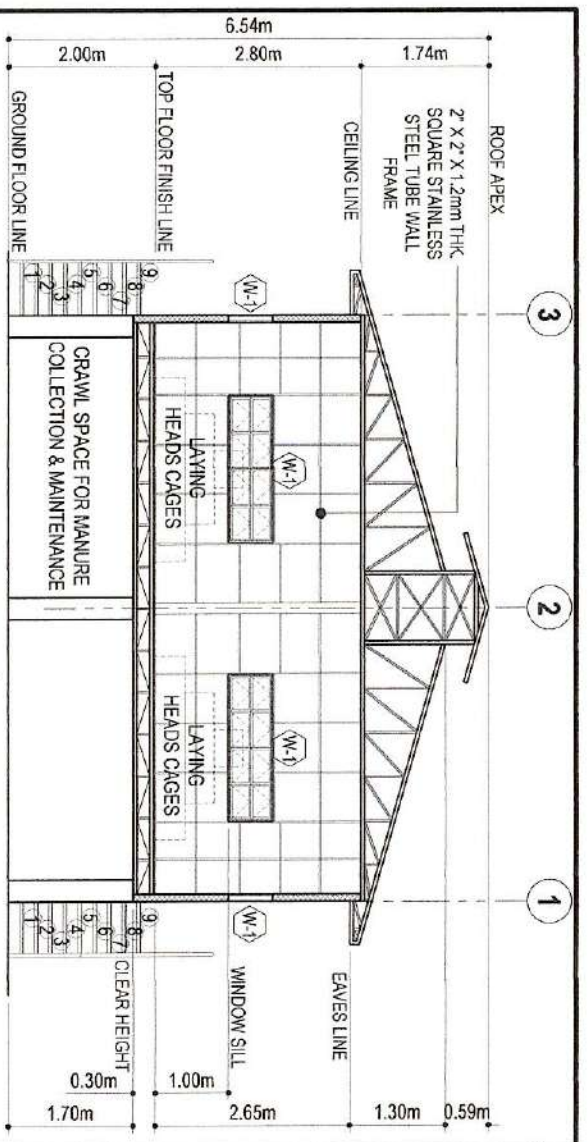 3
2
1
ROOF APEX
2" X 2" X 1.2mm THK.
SQUARE STAINLESS
STEEL TUBE WALL
FRAME
CEILING LINE
TOP FLOOR FINISH LINE
GROUND FLOOR LINE
6.54m
1.74m
2.80m
2.00m
W-1
W-1
W-1
W-1
LAYING
HEADS CAGES
LAYING
HEADS CAGES
CRAWL SPACE FOR MANURE
COLLECTION & MAINTENANCE
9
8
7
6
5
4
3
2
1
9
8
7
6
5
4
3
2
1
EAVES LINE
WINDOW SILL
CLEAR HEIGHT
0.59m
1.30m
2.65m
1.00m
0.30m
1.70m